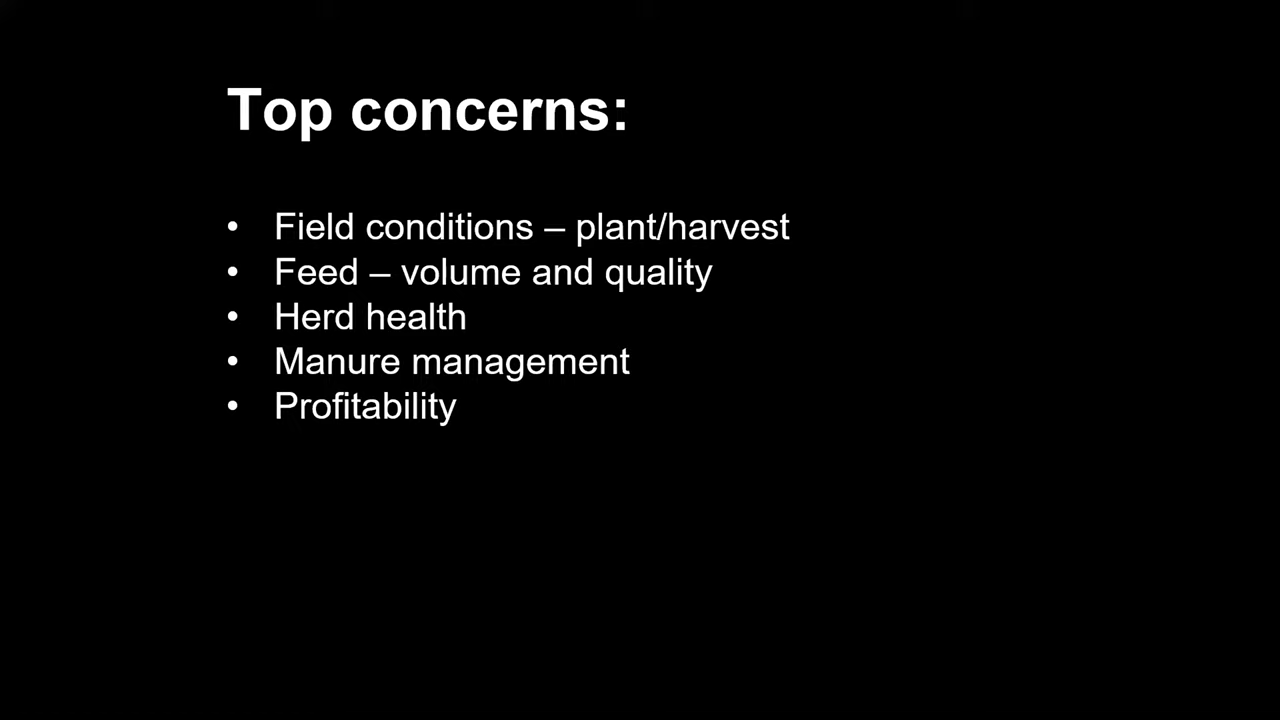 Top concerns:
• Field conditions – plant/harvest
• Feed – volume and quality
• Herd health
• Manure management
• Profitability